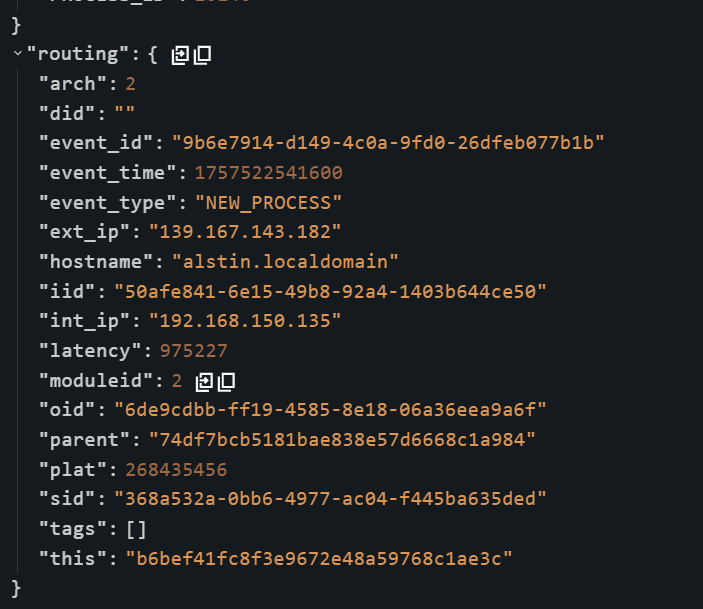 }
"routing": {
"arch": 2
"did": ""
"event_id": "9b6e7914-d149-4c0a-9fd0-26dfeb077b1b"
"event_time": 1757522541600
"event_type": "NEW_PROCESS"
"ext_ip": "139.167.143.182"
"hostname": "alstin.localdomain"
"iid": "50afe841-6e15-49b8-92a4-1403b644ce50"
"int_ip": "192.168.150.135"
"latency": 975227
"moduleid": 2
"oid": "6de9cdbb-ff19-4585-8e18-06a36eea9a6f"
"parent": "74df7bcb5181bae838e57d6668c1a984"
"plat": 268435456
"sid": "368a532a-0bb6-4977-ac04-f445ba635ded"
"tags": []
"this": "b6bef41fc8f3e9672e48a59768c1ae3c"
}